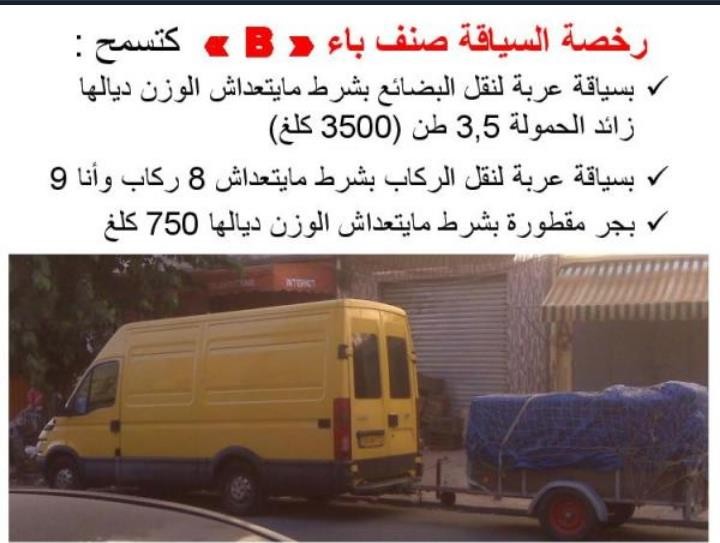 رخصة السياقة صنف باء « B » كتسمح :
✓ بسياقة عربة لنقل البضائع بشرط مايتعداش الوزن ديالها
زائد الحمولة 3,5 طن (3500 كلغ)
✓ بسياقة عربة لنقل الركاب بشرط مايتعداش 8 ركاب وأنا 9
✓ بجر مقطورة بشرط مايتعداش الوزن ديالها 750 كلغ
INTERNET